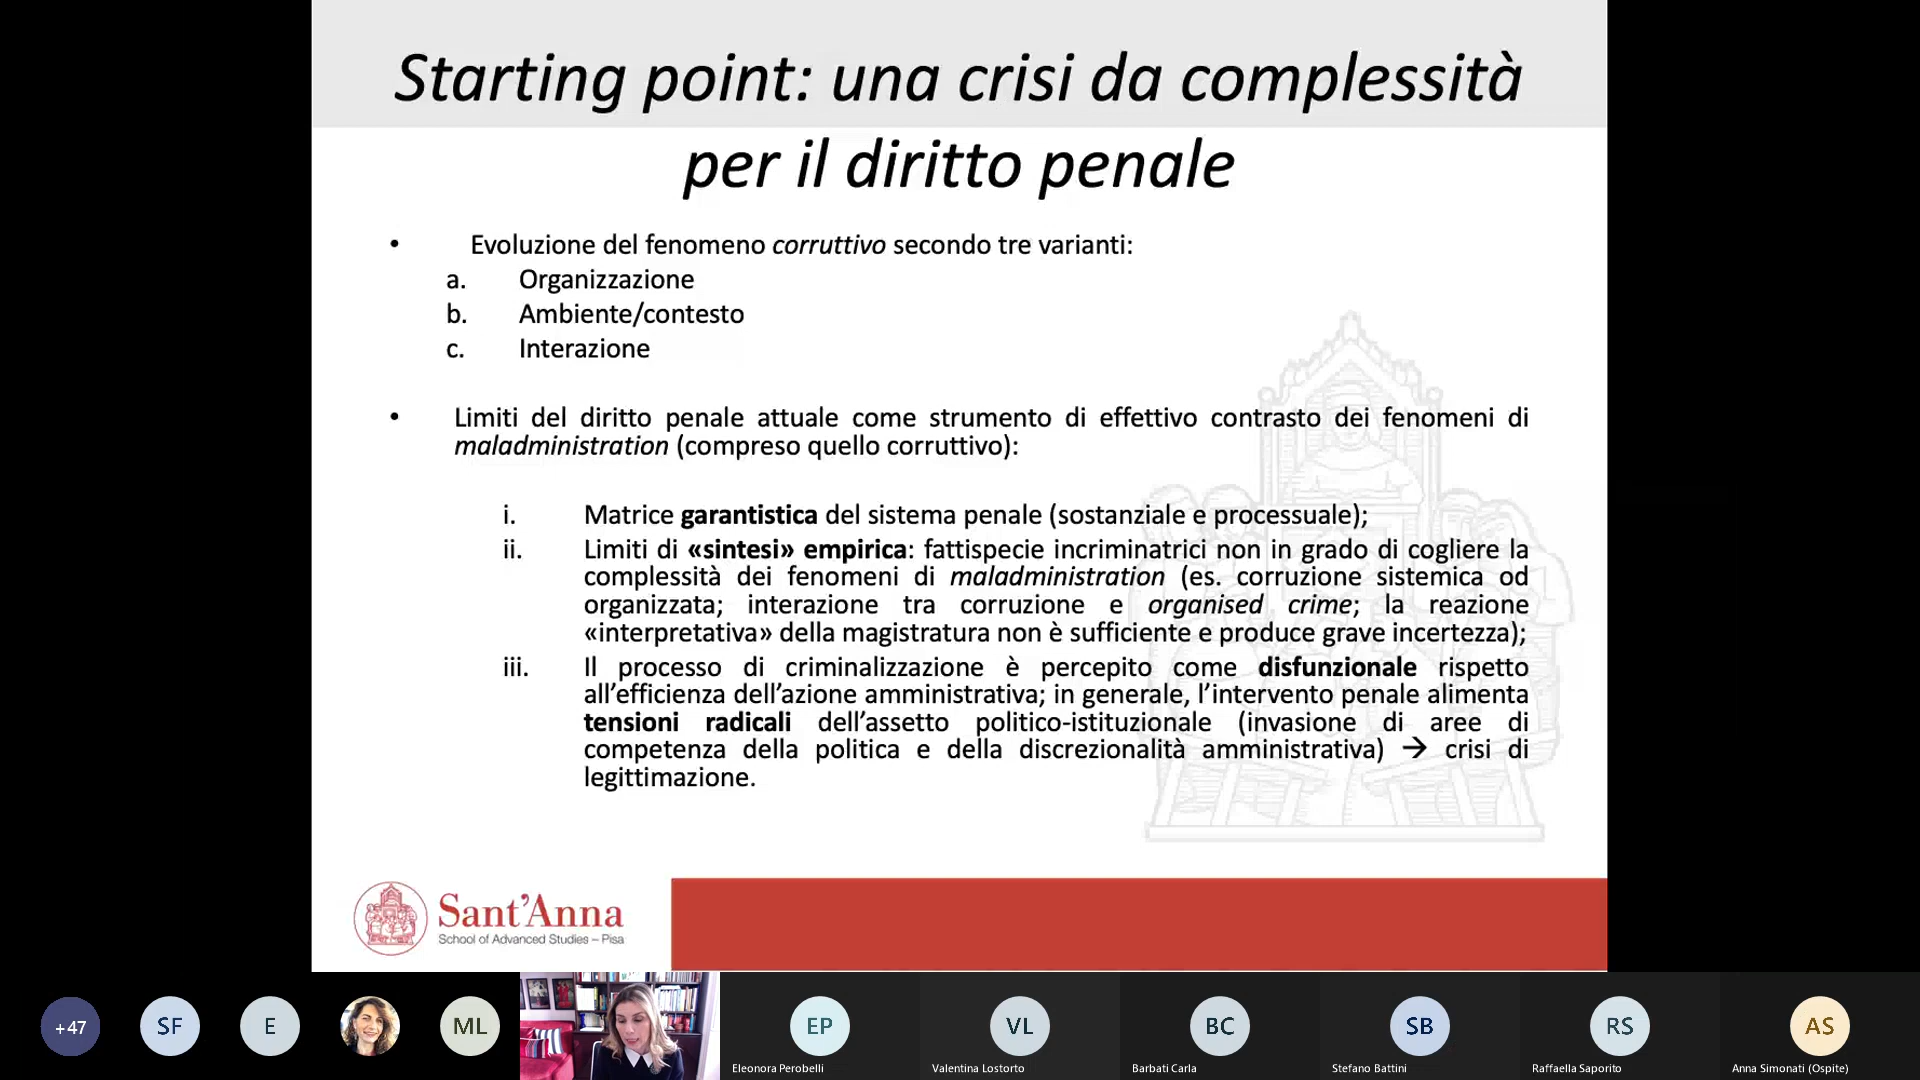 Starting point: una crisi da complessità
per il diritto penale
• Evoluzione del fenomeno corruttivo secondo tre varianti:
a. Organizzazione
b. Ambiente/contesto
c. Interazione
• Limiti del diritto penale attuale come strumento di effettivo contrasto dei fenomeni di
maladministration (compreso quello corruttivo):
i. Matrice garantistica del sistema penale (sostanziale e processuale);
ii. Limiti di «sintesi» empirica: fattispecie incriminatrici non in grado di cogliere la
complessità dei fenomeni di maladministration (es. corruzione sistemica od
organizzata; interazione tra corruzione e organised crime; la reazione
«interpretativa» della magistratura non è sufficiente e produce grave incertezza);
iii. Il processo di criminalizzazione è percepito come disfunzionale rispetto
all’efficienza dell’azione amministrativa; in generale, l’intervento penale alimenta
tensioni radicali dell’assetto politico-istituzionale (invasione di aree di
competenza della politica e della discrezionalità amministrativa) → crisi di
legittimazione.
Sant’Anna
School of Advanced Studies – Pisa
+47
SF
E
ML
EP
VL
BC
SB
RS
AS
Eleonora Perobelli
Valentina Lostorto
Barbati Carla
Stefano Battini
Raffaella Saporito
Anna Simonati (Ospite)